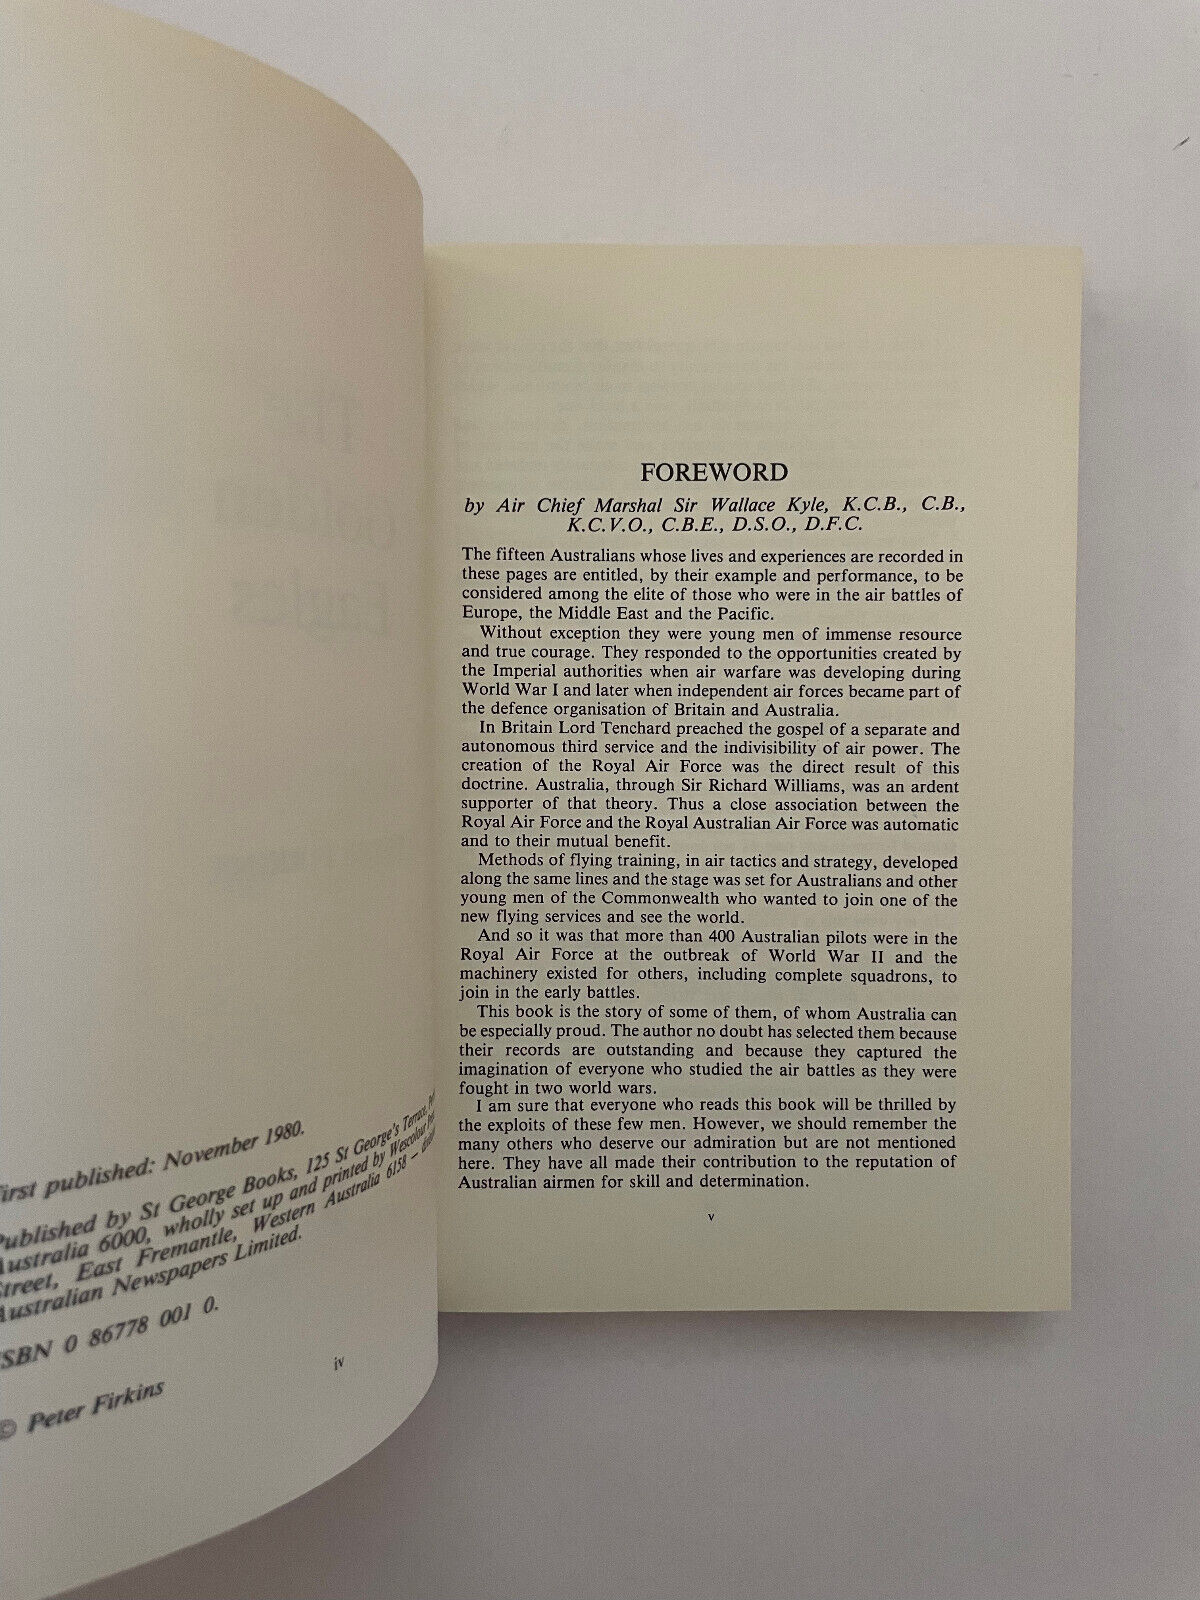 First published: November 1980.
Published by St George Books, 125 St George's Terrace,
Australia 6000, wholly set up and printed by Wescolour
Street, East Fremantle, Western Australia 6158 —
Australian Newspapers Limited.
ISBN 0 86778 001 0.
iv
© Peter Firkins
FOREWORD
by Air Chief Marshal Sir Wallace Kyle, K.C.B., C.B.,
K.C.V.O., C.B.E., D.S.O., D.F.C.
The fifteen Australians whose lives and experiences are recorded in
these pages are entitled, by their example and performance, to be
considered among the elite of those who were in the air battles of
Europe, the Middle East and the Pacific.
Without exception they were young men of immense resource
and true courage. They responded to the opportunities created by
the Imperial authorities when air warfare was developing during
World War I and later when independent air forces became part of
the defence organisation of Britain and Australia.
In Britain Lord Tenchard preached the gospel of a separate and
autonomous third service and the indivisibility of air power. The
creation of the Royal Air Force was the direct result of this
doctrine. Australia, through Sir Richard Williams, was an ardent
supporter of that theory. Thus a close association between the
Royal Air Force and the Royal Australian Air Force was automatic
and to their mutual benefit.
Methods of flying training, in air tactics and strategy, developed
along the same lines and the stage was set for Australians and other
young men of the Commonwealth who wanted to join one of the
new flying services and see the world.
And so it was that more than 400 Australian pilots were in the
Royal Air Force at the outbreak of World War II and the
machinery existed for others, including complete squadrons, to
join in the early battles.
This book is the story of some of them, of whom Australia can
be especially proud. The author no doubt has selected them because
their records are outstanding and because they captured the
imagination of everyone who studied the air battles as they were
fought in two world wars.
I am sure that everyone who reads this book will be thrilled by
the exploits of these few men. However, we should remember the
many others who deserve our admiration but are not mentioned
here. They have all made their contribution to the reputation of
Australian airmen for skill and determination.
v